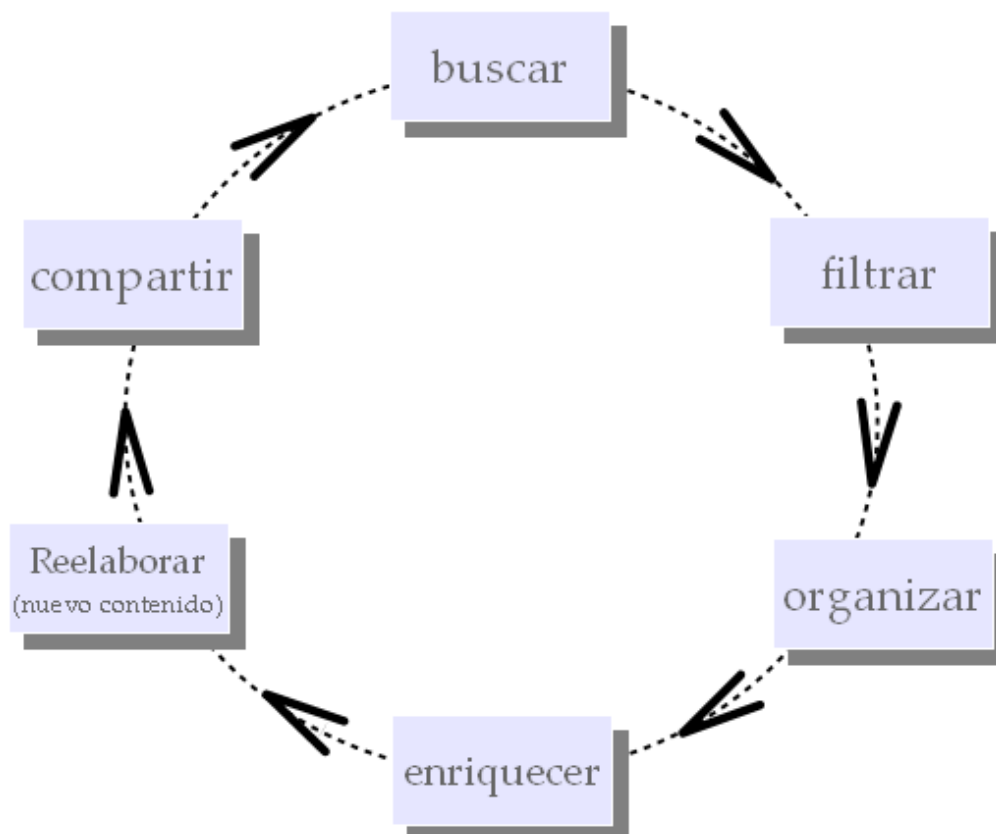 buscar
filtrar
organizar
enriquecer
Reelaborar
(nuevo contenido)
compartir